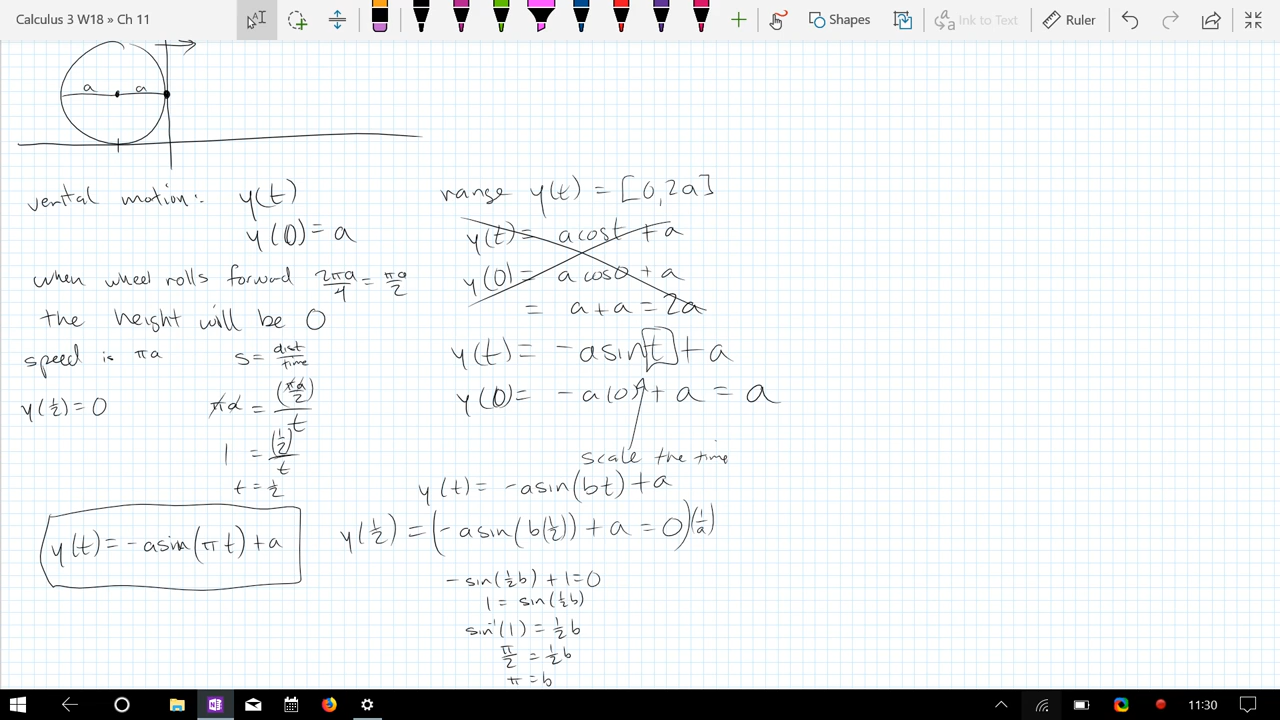 Calculus 3 W18 » Ch 11
Shapes
Ink to Text
Ruler
a a
vertial motion: y(t)
y(0) = a
when wheel rolls forward 2πa/4 = πa/2
the height will be 0
speed is πa s = dist/time
y(½) = 0 πa = (πa/2)/t
1 = (½)/t
t = ½
y(t) = -asin(πt) + a
range y(t) = [0, 2a]
y(t) = a cost + a
y(0) = a cos0 + a
= a + a = 2a
y(t) = -asin[t] + a
y(0) = -a(0) + a = a
scale the time
y(t) = -asin(bt) + a
y(½) = (-asin(b(½)) + a = 0)(1/a)
-sin(½b) + 1 = 0
1 = sin(½b)
sin⁻¹(1) = ½b
π/2 = ½b
π = b
11:30